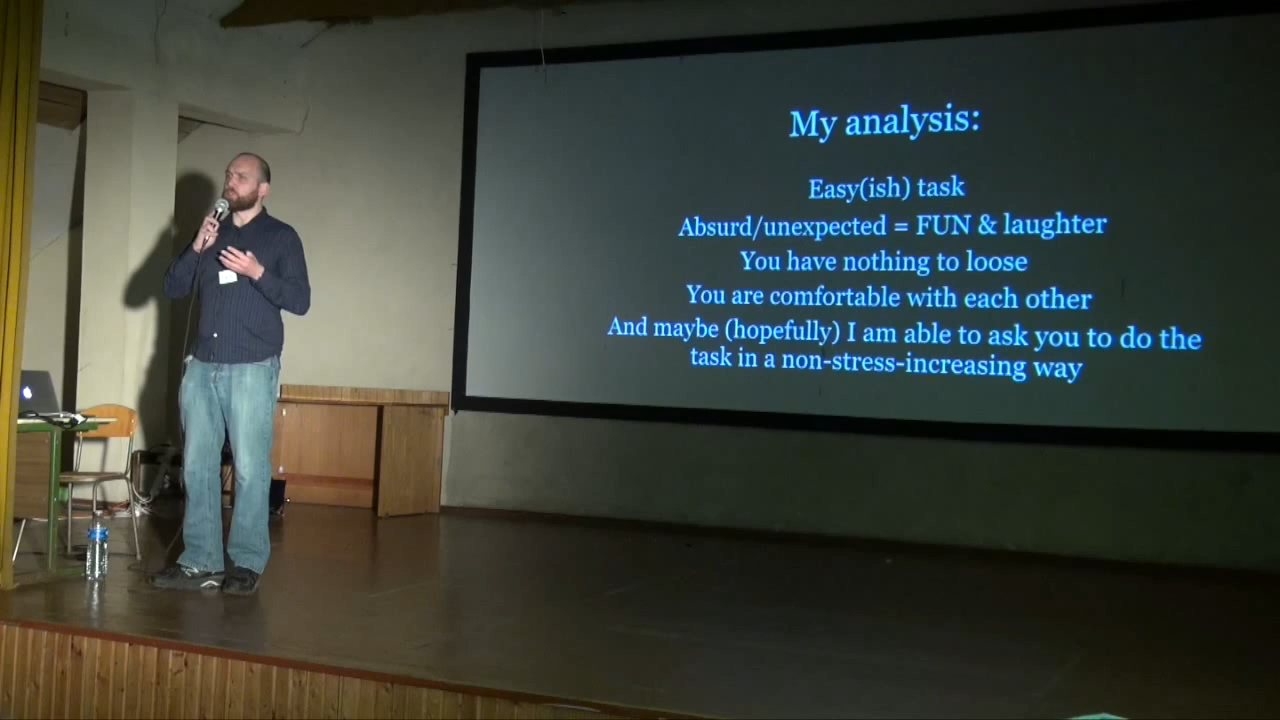 My analysis:
Easy(ish) task
Absurd/unexpected = FUN & laughter
You have nothing to loose
You are comfortable with each other
And maybe (hopefully) I am able to ask you to do the
task in a non-stress-increasing way